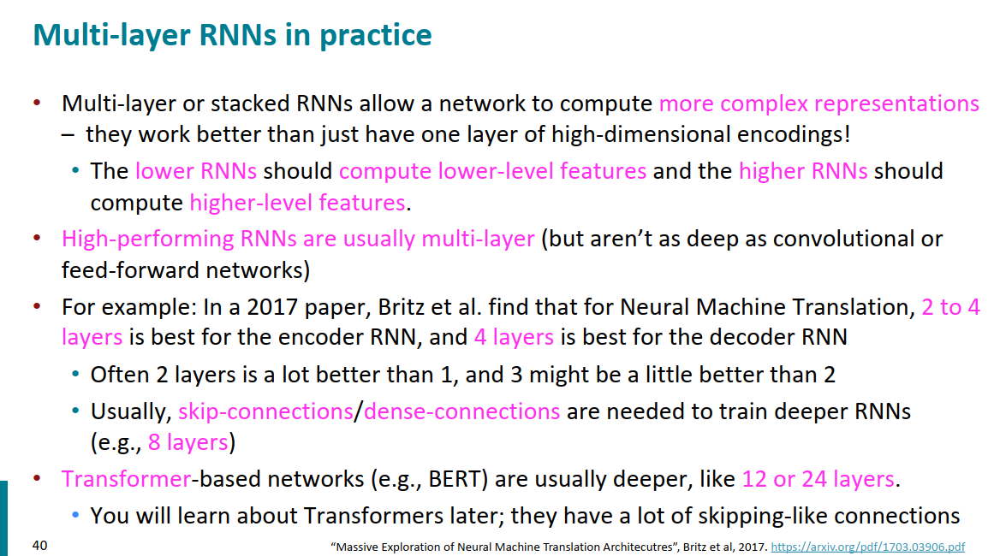 Multi-layer RNNs in practice
• Multi-layer or stacked RNNs allow a network to compute more complex representations
– they work better than just have one layer of high-dimensional encodings!
• The lower RNNs should compute lower-level features and the higher RNNs should
compute higher-level features.
• High-performing RNNs are usually multi-layer (but aren’t as deep as convolutional or
feed-forward networks)
• For example: In a 2017 paper, Britz et al. find that for Neural Machine Translation, 2 to 4
layers is best for the encoder RNN, and 4 layers is best for the decoder RNN
• Often 2 layers is a lot better than 1, and 3 might be a little better than 2
• Usually, skip-connections/dense-connections are needed to train deeper RNNs
(e.g., 8 layers)
• Transformer-based networks (e.g., BERT) are usually deeper, like 12 or 24 layers.
• You will learn about Transformers later; they have a lot of skipping-like connections
40
“Massive Exploration of Neural Machine Translation Architecutres”, Britz et al, 2017. https://arxiv.org/pdf/1703.03906.pdf